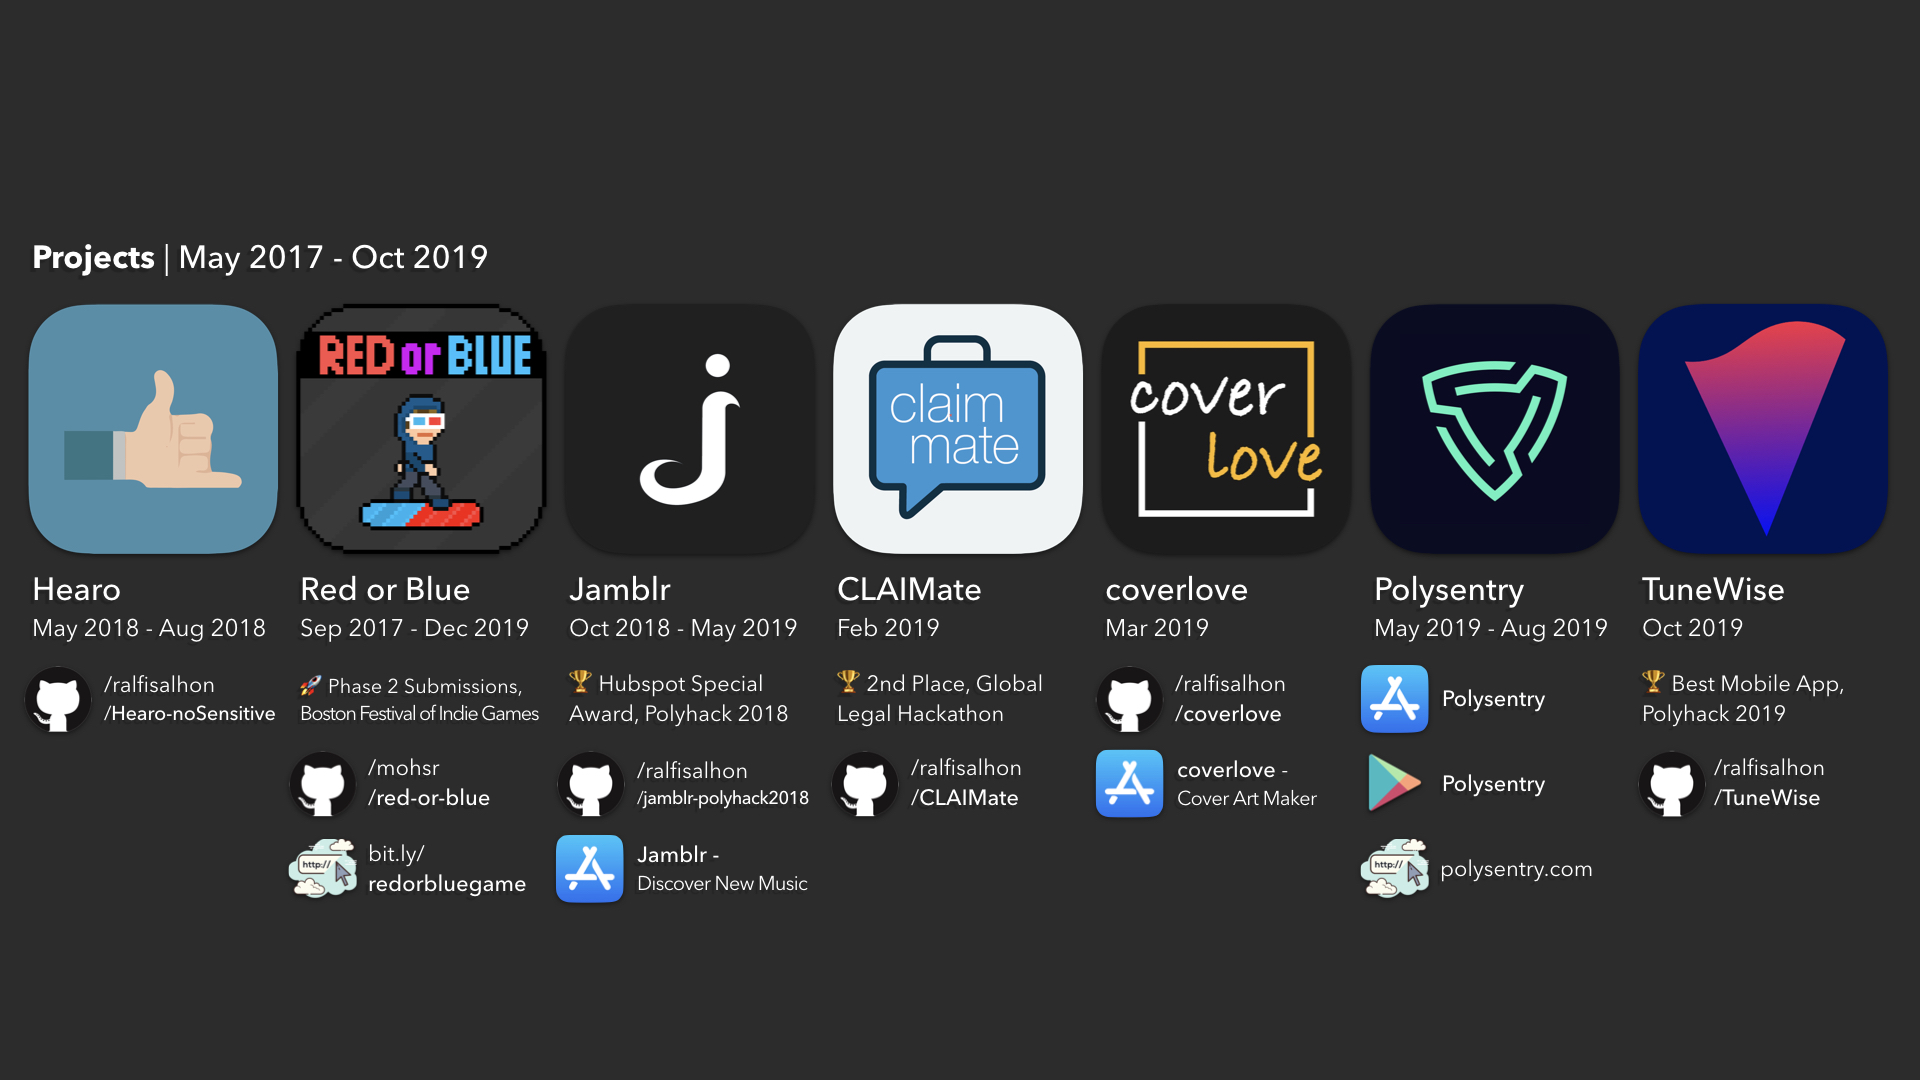 Projects | May 2017 - Oct 2019
RED or BLUE
claim
mate
cover
love
Hearo
May 2018 - Aug 2018
/ralfisalhon
/Hearo-noSensitive
Red or Blue
Sep 2017 - Dec 2019
🚀 Phase 2 Submissions,
Boston Festival of Indie Games
/mohsr
/red-or-blue
http://
bit.ly/
redorbluegame
Jamblr
Oct 2018 - May 2019
🏆 Hubspot Special
Award, Polyhack 2018
/ralfisalhon
/jamblr-polyhack2018
Jamblr -
Discover New Music
CLAIMate
Feb 2019
🏆 2nd Place, Global
Legal Hackathon
/ralfisalhon
/CLAIMate
coverlove
Mar 2019
/ralfisalhon
/coverlove
coverlove -
Cover Art Maker
Polysentry
May 2019 - Aug 2019
Polysentry
Polysentry
http://
polysentry.com
TuneWise
Oct 2019
🏆 Best Mobile App,
Polyhack 2019
/ralfisalhon
/TuneWise